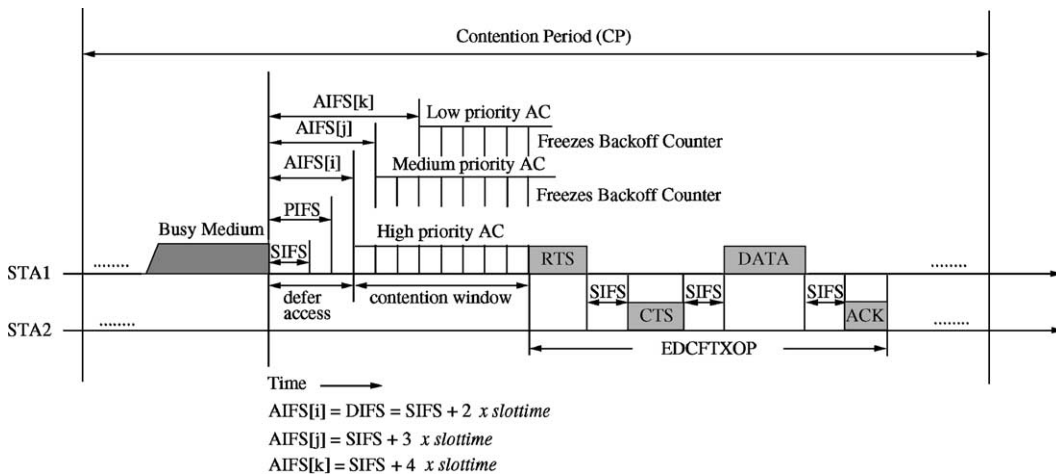 Contention Period (CP)
AIFS[k]
Low priority AC
Freezes Backoff Counter
AIFS[j]
Medium priority AC
Freezes Backoff Counter
AIFS[i]
PIFS
Busy Medium
SIFS
High priority AC
RTS
DATA
........
........
STA1
defer
access
contention window
SIFS
SIFS
SIFS
CTS
ACK
........
........
STA2
EDCFTXOP
Time
AIFS[i] = DIFS = SIFS + 2 x slottime
AIFS[j] = SIFS + 3 x slottime
AIFS[k] = SIFS + 4 x slottime